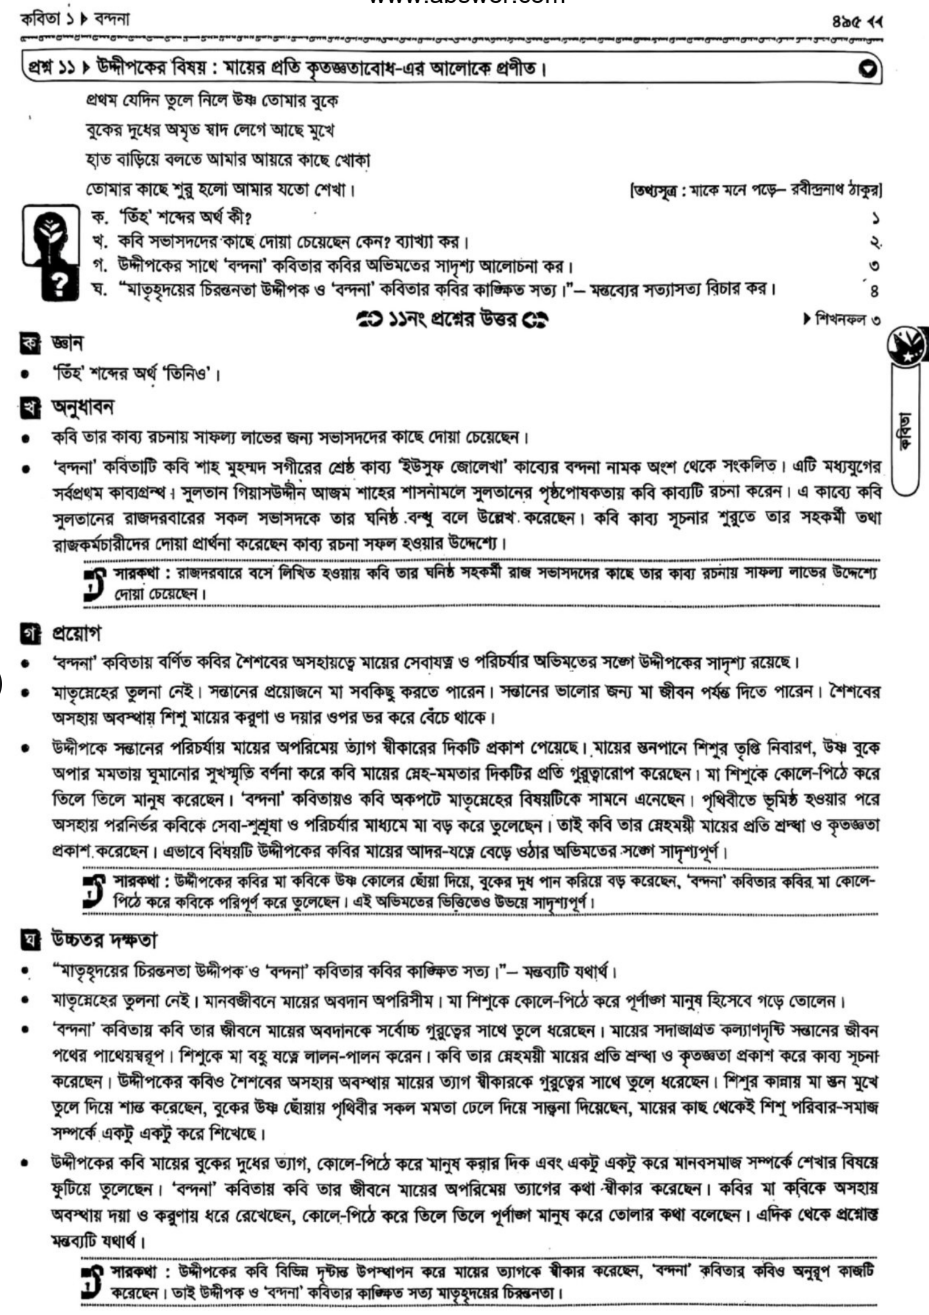 www.abswer.com
কবিতা ১ ▶ বন্দনা ৪৯৫ ◀◀
প্রশ্ন ১১ ▶ উদ্দীপকের বিষয় : মায়ের প্রতি কৃতজ্ঞতাবোধ-এর আলোকে প্রণীত।
প্রথম যেদিন তুলে নিলে উষ্ণ তোমার বুকে
বুকের দুধের অমৃত স্বাদ লেগে আছে মুখে
হাত বাড়িয়ে বলতে আমার আয়রে কাছে খোকা
তোমার কাছে শুরু হলো আমার যতো শেখা। [তথ্যসূত্র : মাকে মনে পড়ে– রবীন্দ্রনাথ ঠাকুর]
ক. 'তিঁহ' শব্দের অর্থ কী? ১
খ. কবি সভাসদদের কাছে দোয়া চেয়েছেন কেন? ব্যাখ্যা কর। ২
গ. উদ্দীপকের সাথে 'বন্দনা' কবিতার কবির অভিমতের সাদৃশ্য আলোচনা কর। ৩
ঘ. "মাতৃহৃদয়ের চিরন্তনতা উদ্দীপক ও 'বন্দনা' কবিতার কবির কাঙ্ক্ষিত সত্য।"– মন্তব্যের সত্যাসত্য বিচার কর। ৪
১১নং প্রশ্নের উত্তর ▶ শিখনফল ৩
ক জ্ঞান
• 'তিঁহ' শব্দের অর্থ 'তিনিও'।
খ অনুধাবন
• কবি তার কাব্য রচনায় সাফল্য লাভের জন্য সভাসদদের কাছে দোয়া চেয়েছেন।
• 'বন্দনা' কবিতাটি কবি শাহ মুহম্মদ সগীরের শ্রেষ্ঠ কাব্য 'ইউসুফ জোলেখা' কাব্যের বন্দনা নামক অংশ থেকে সংকলিত। এটি মধ্যযুগের
সর্বপ্রথম কাব্যগ্রন্থ। সুলতান গিয়াসউদ্দীন আজম শাহের শাসনামলে সুলতানের পৃষ্ঠপোষকতায় কবি কাব্যটি রচনা করেন। এ কাব্যে কবি
সুলতানের রাজদরবারের সকল সভাসদকে তার ঘনিষ্ঠ বন্ধু বলে উল্লেখ করেছেন। কবি কাব্য সূচনার শুরুতে তার সহকর্মী তথা
রাজকর্মচারীদের দোয়া প্রার্থনা করেছেন কাব্য রচনা সফল হওয়ার উদ্দেশ্যে।
সারকথা : রাজদরবারে বসে লিখিত হওয়ায় কবি তার ঘনিষ্ঠ সহকর্মী রাজ সভাসদদের কাছে তার কাব্য রচনায় সাফল্য লাভের উদ্দেশ্যে
দোয়া চেয়েছেন।
গ প্রয়োগ
• 'বন্দনা' কবিতায় বর্ণিত কবির শৈশবের অসহায়ত্বে মায়ের সেবাযত্ন ও পরিচর্যার অভিমতের সঙ্গে উদ্দীপকের সাদৃশ্য রয়েছে।
• মাতৃস্নেহের তুলনা নেই। সন্তানের প্রয়োজনে মা সবকিছু করতে পারেন। সন্তানের ভালোর জন্য মা জীবন পর্যন্ত দিতে পারেন। শৈশবের
অসহায় অবস্থায় শিশু মায়ের করুণা ও দয়ার ওপর ভর করে বেঁচে থাকে।
• উদ্দীপকে সন্তানের পরিচর্যায় মায়ের অপরিমেয় ত্যাগ স্বীকারের দিকটি প্রকাশ পেয়েছে। মায়ের স্তনপানে শিশুর তৃপ্তি নিবারণ, উষ্ণ বুকে
অপার মমতায় ঘুমানোর সুখস্মৃতি বর্ণনা করে কবি মায়ের স্নেহ-মমতার দিকটির প্রতি গুরুত্বারোপ করেছেন। মা শিশুকে কোলে-পিঠে করে
তিলে তিলে মানুষ করেছেন। 'বন্দনা' কবিতায়ও কবি অকপটে মাতৃস্নেহের বিষয়টিকে সামনে এনেছেন। পৃথিবীতে ভূমিষ্ঠ হওয়ার পরে
অসহায় পরনির্ভর কবিকে সেবা-শুশ্রূষা ও পরিচর্যার মাধ্যমে মা বড় করে তুলেছেন। তাই কবি তার স্নেহময়ী মায়ের প্রতি শ্রদ্ধা ও কৃতজ্ঞতা
প্রকাশ করেছেন। এভাবে বিষয়টি উদ্দীপকের কবির মায়ের আদর-যত্নে বেড়ে ওঠার অভিমতের সঙ্গে সাদৃশ্যপূর্ণ।
সারকথা : উদ্দীপকের কবির মা কবিকে উষ্ণ কোলের ছোঁয়া দিয়ে, বুকের দুধ পান করিয়ে বড় করেছেন, 'বন্দনা' কবিতার কবির মা কোলে-
পিঠে করে কবিকে পরিপূর্ণ করে তুলেছেন। এই অভিমতের ভিত্তিতেও উভয়ে সাদৃশ্যপূর্ণ।
ঘ উচ্চতর দক্ষতা
• "মাতৃহৃদয়ের চিরন্তনতা উদ্দীপক ও 'বন্দনা' কবিতার কবির কাঙ্ক্ষিত সত্য।"– মন্তব্যটি যথার্থ।
• মাতৃস্নেহের তুলনা নেই। মানবজীবনে মায়ের অবদান অপরিসীম। মা শিশুকে কোলে-পিঠে করে পূর্ণাঙ্গ মানুষ হিসেবে গড়ে তোলেন।
• 'বন্দনা' কবিতায় কবি তার জীবনে মায়ের অবদানকে সর্বোচ্চ গুরুত্বের সাথে তুলে ধরেছেন। মায়ের সদাজাগ্রত কল্যাণদৃষ্টি সন্তানের জীবন
পথের পাথেয়স্বরূপ। শিশুকে মা বহু যত্নে লালন-পালন করেন। কবি তার স্নেহময়ী মায়ের প্রতি শ্রদ্ধা ও কৃতজ্ঞতা প্রকাশ করে কাব্য সূচনা
করেছেন। উদ্দীপকের কবিও শৈশবের অসহায় অবস্থায় মায়ের ত্যাগ স্বীকারকে গুরুত্বের সাথে তুলে ধরেছেন। শিশুর কান্নায় মা স্তন মুখে
তুলে দিয়ে শান্ত করেছেন, বুকের উষ্ণ ছোঁয়ায় পৃথিবীর সকল মমতা ঢেলে দিয়ে সান্ত্বনা দিয়েছেন, মায়ের কাছ থেকেই শিশু পরিবার-সমাজ
সম্পর্কে একটু একটু করে শিখেছে।
• উদ্দীপকের কবি মায়ের বুকের দুধের ত্যাগ, কোলে-পিঠে করে মানুষ করার দিক এবং একটু একটু করে মানবসমাজ সম্পর্কে শেখার বিষয়ে
ফুটিয়ে তুলেছেন। 'বন্দনা' কবিতায় কবি তার জীবনে মায়ের অপরিমেয় ত্যাগের কথা স্বীকার করেছেন। কবির মা কবিকে অসহায়
অবস্থায় দয়া ও করুণায় ধরে রেখেছেন, কোলে-পিঠে করে তিলে তিলে পূর্ণাঙ্গ মানুষ করে তোলার কথা বলেছেন। এদিক থেকে প্রশ্নোক্ত
মন্তব্যটি যথার্থ।
সারকথা : উদ্দীপকের কবি বিভিন্ন দৃষ্টান্ত উপস্থাপন করে মায়ের ত্যাগকে স্বীকার করেছেন, 'বন্দনা' কবিতার কবিও অনুরূপ কাজটি
করেছেন। তাই উদ্দীপক ও 'বন্দনা' কবিতার কাঙ্ক্ষিত সত্য মাতৃহৃদয়ের চিরন্তনতা।
কবিতা